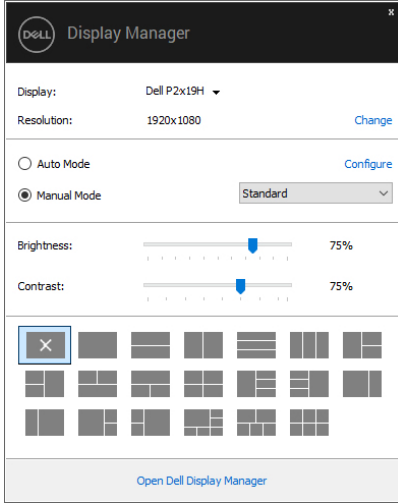 x
DELL Display Manager
Display: Dell P2x19H
Resolution: 1920x1080 Change
Auto Mode Configure
Manual Mode Standard
Brightness: 75%
Contrast: 75%
Open Dell Display Manager